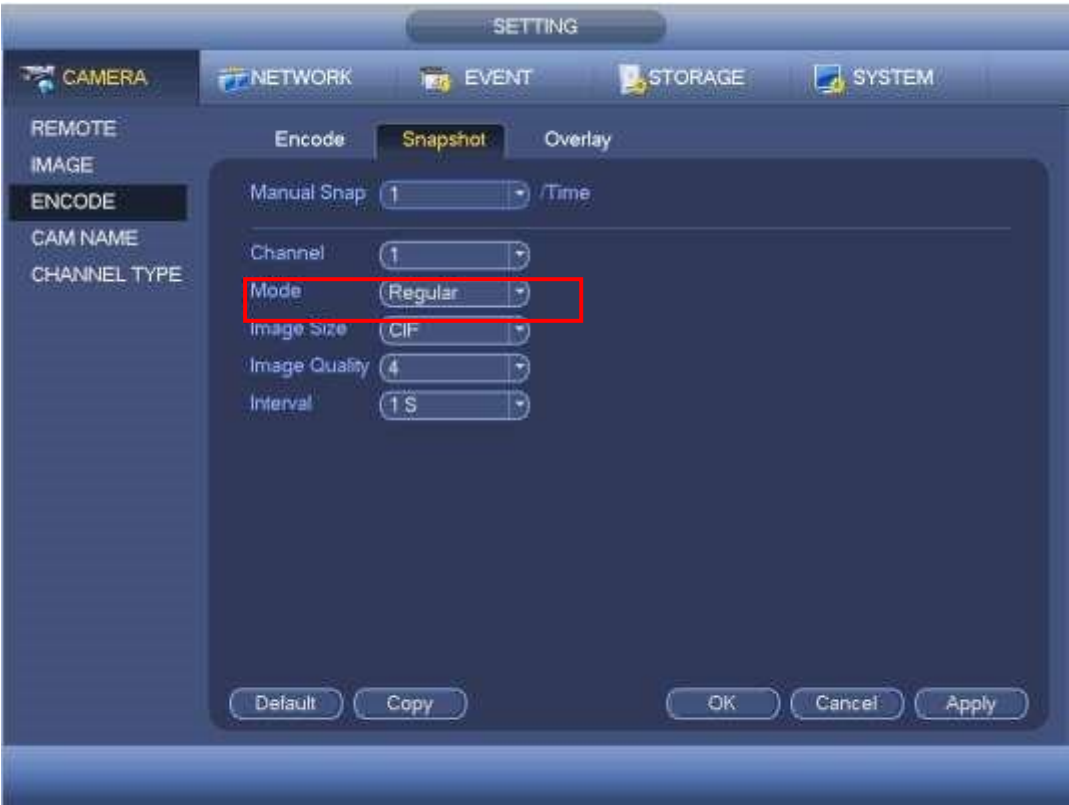 SETTING
CAMERA NETWORK EVENT STORAGE SYSTEM
REMOTE
IMAGE
ENCODE
CAM NAME
CHANNEL TYPE
Encode Snapshot Overlay
Manual Snap 1 /Time
Channel 1
Mode Regular
Image Size CIF
Image Quality 4
Interval 1 S
Default Copy OK Cancel Apply